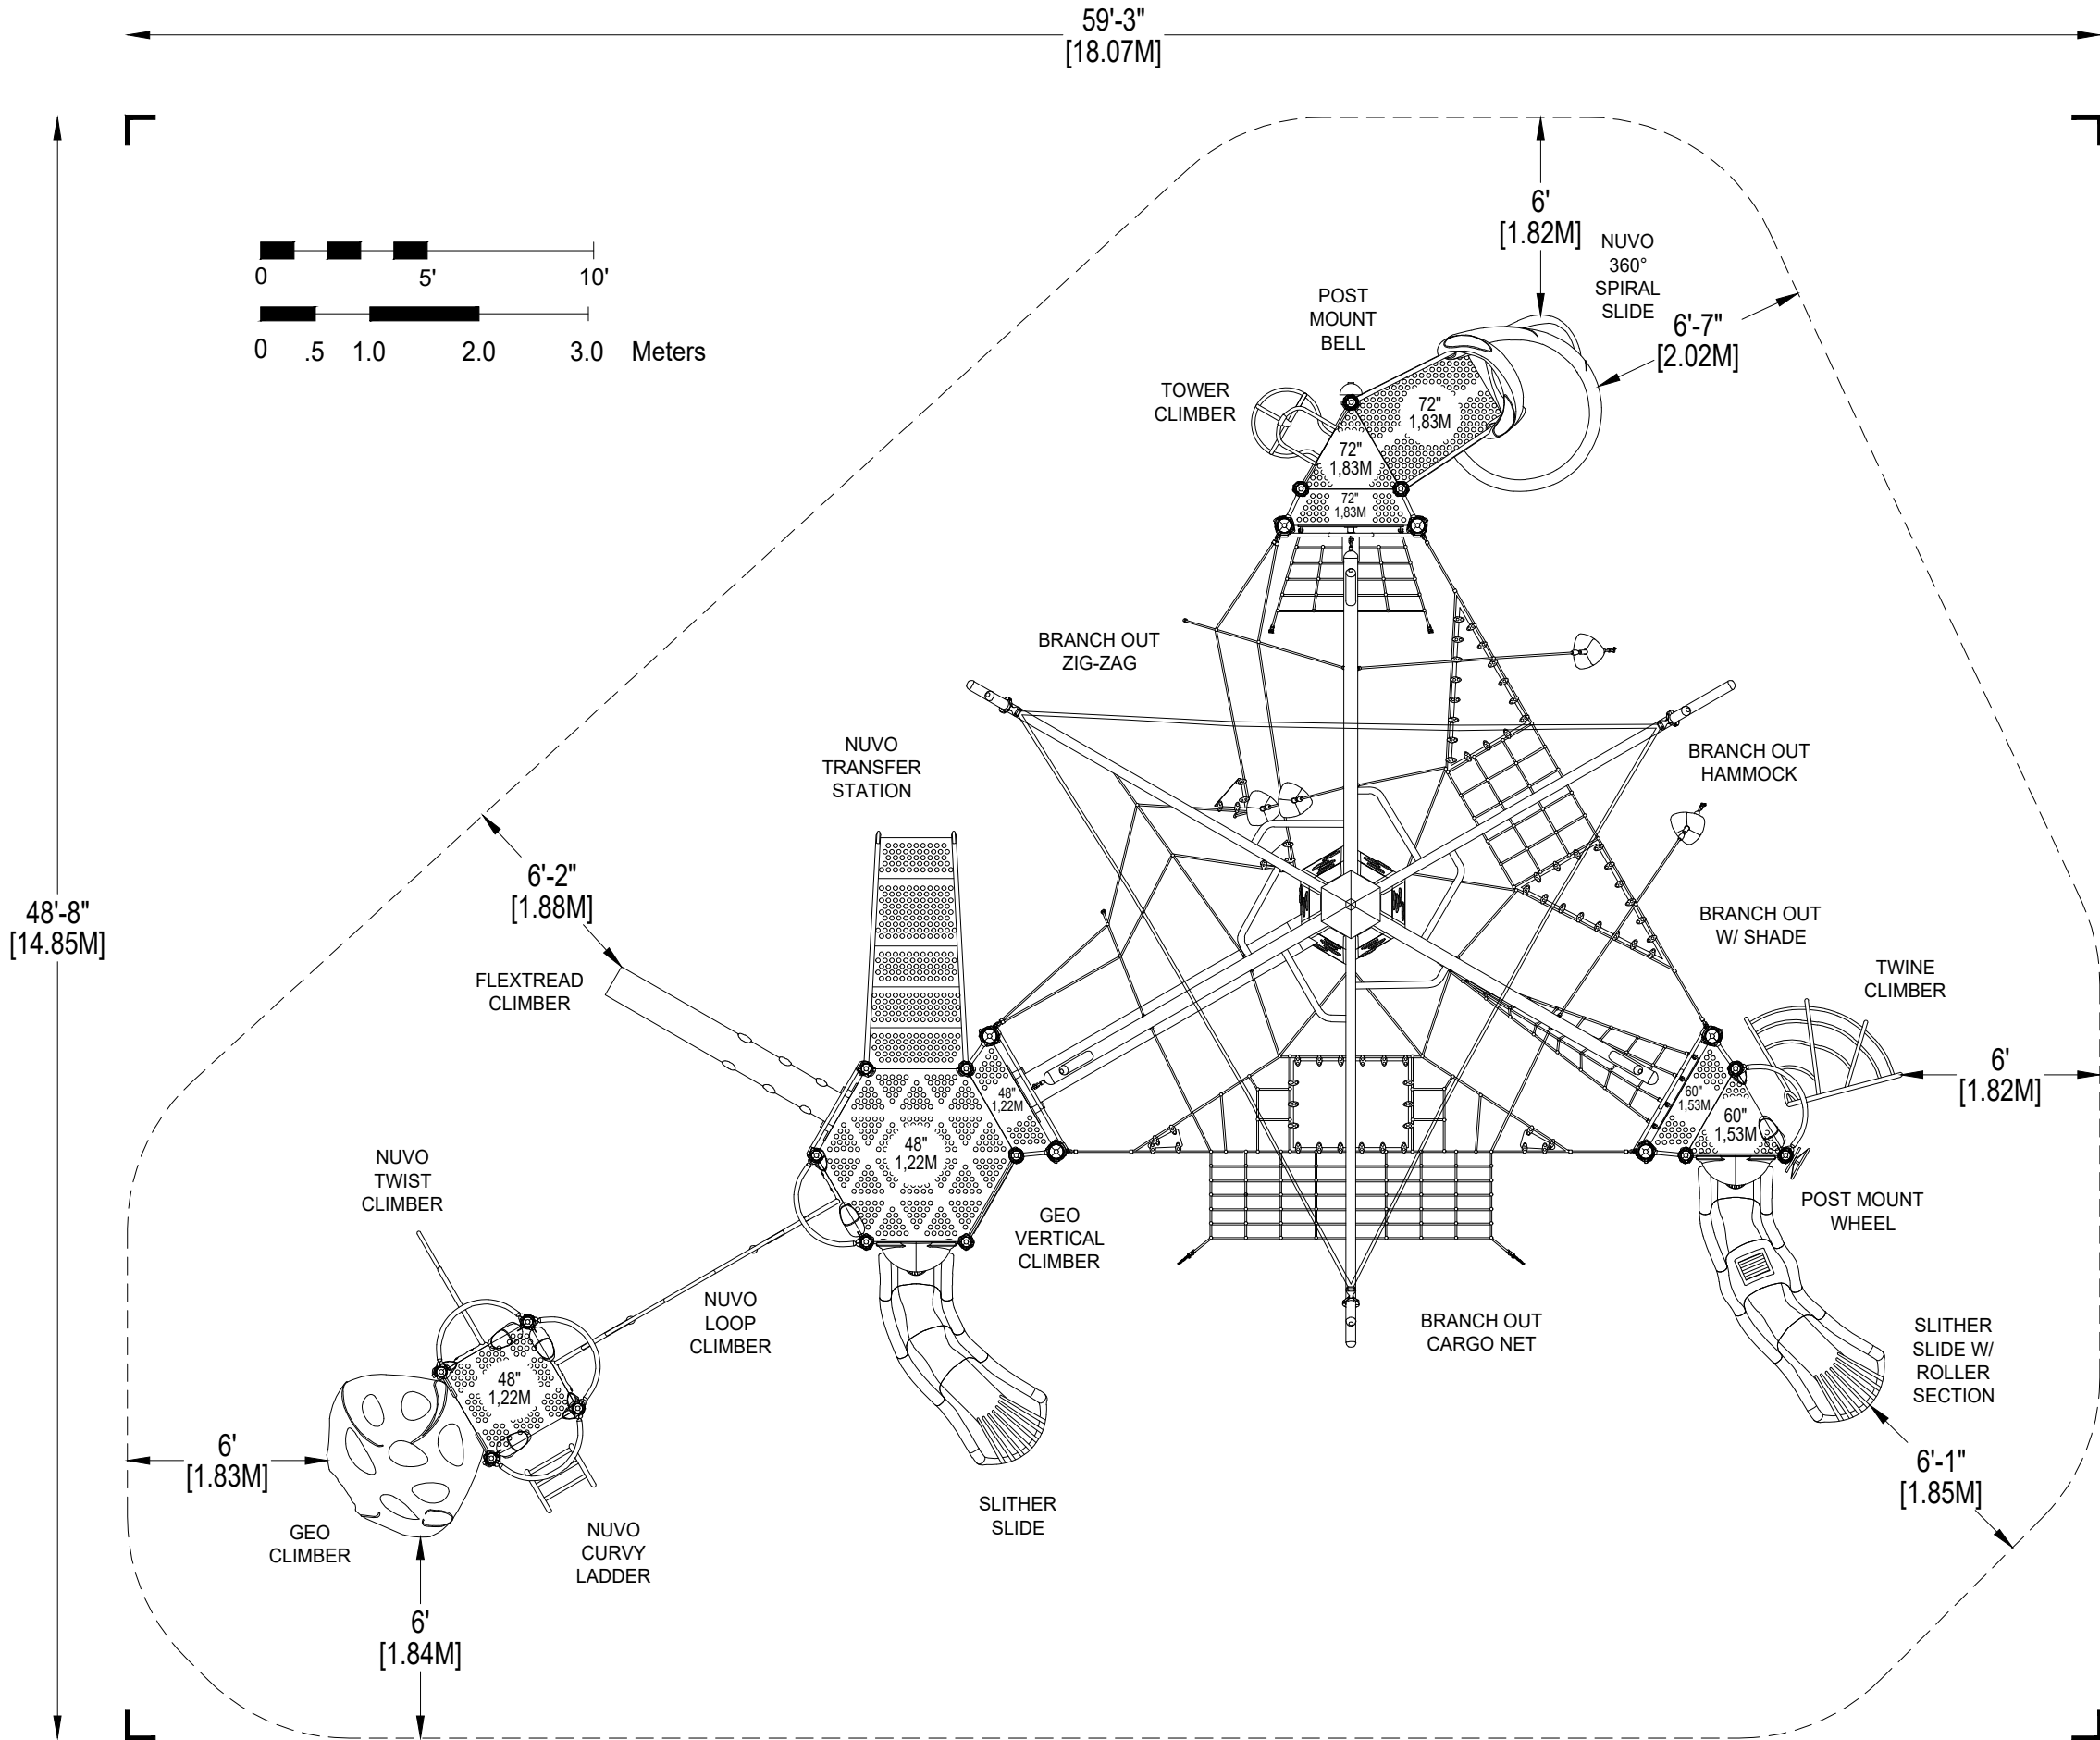 59'-3"
[18.07M]
6'
[1.82M]
NUVO
360°
SPIRAL
SLIDE
0
5'
10'
0
.5
1.0
2.0
3.0
Meters
POST
MOUNT
BELL
6'-7"
[2.02M]
TOWER
CLIMBER
72"
1,83M
72"
1,83M
72"
1,83M
BRANCH OUT
ZIG-ZAG
NUVO
TRANSFER
STATION
BRANCH OUT
HAMMOCK
6'-2"
[1.88M]
48'-8"
[14.85M]
BRANCH OUT
W/ SHADE
FLEXTREAD
CLIMBER
TWINE
CLIMBER
6'
[1.82M]
48"
1,22M
60"
1,53M
60"
1,53M
48"
1,22M
NUVO
TWIST
CLIMBER
POST MOUNT
WHEEL
GEO
VERTICAL
CLIMBER
NUVO
LOOP
CLIMBER
BRANCH OUT
CARGO NET
SLITHER
SLIDE W/
ROLLER
SECTION
48"
1,22M
6'
[1.83M]
6'-1"
[1.85M]
SLITHER
SLIDE
GEO
CLIMBER
NUVO
CURVY
LADDER
6'
[1.84M]